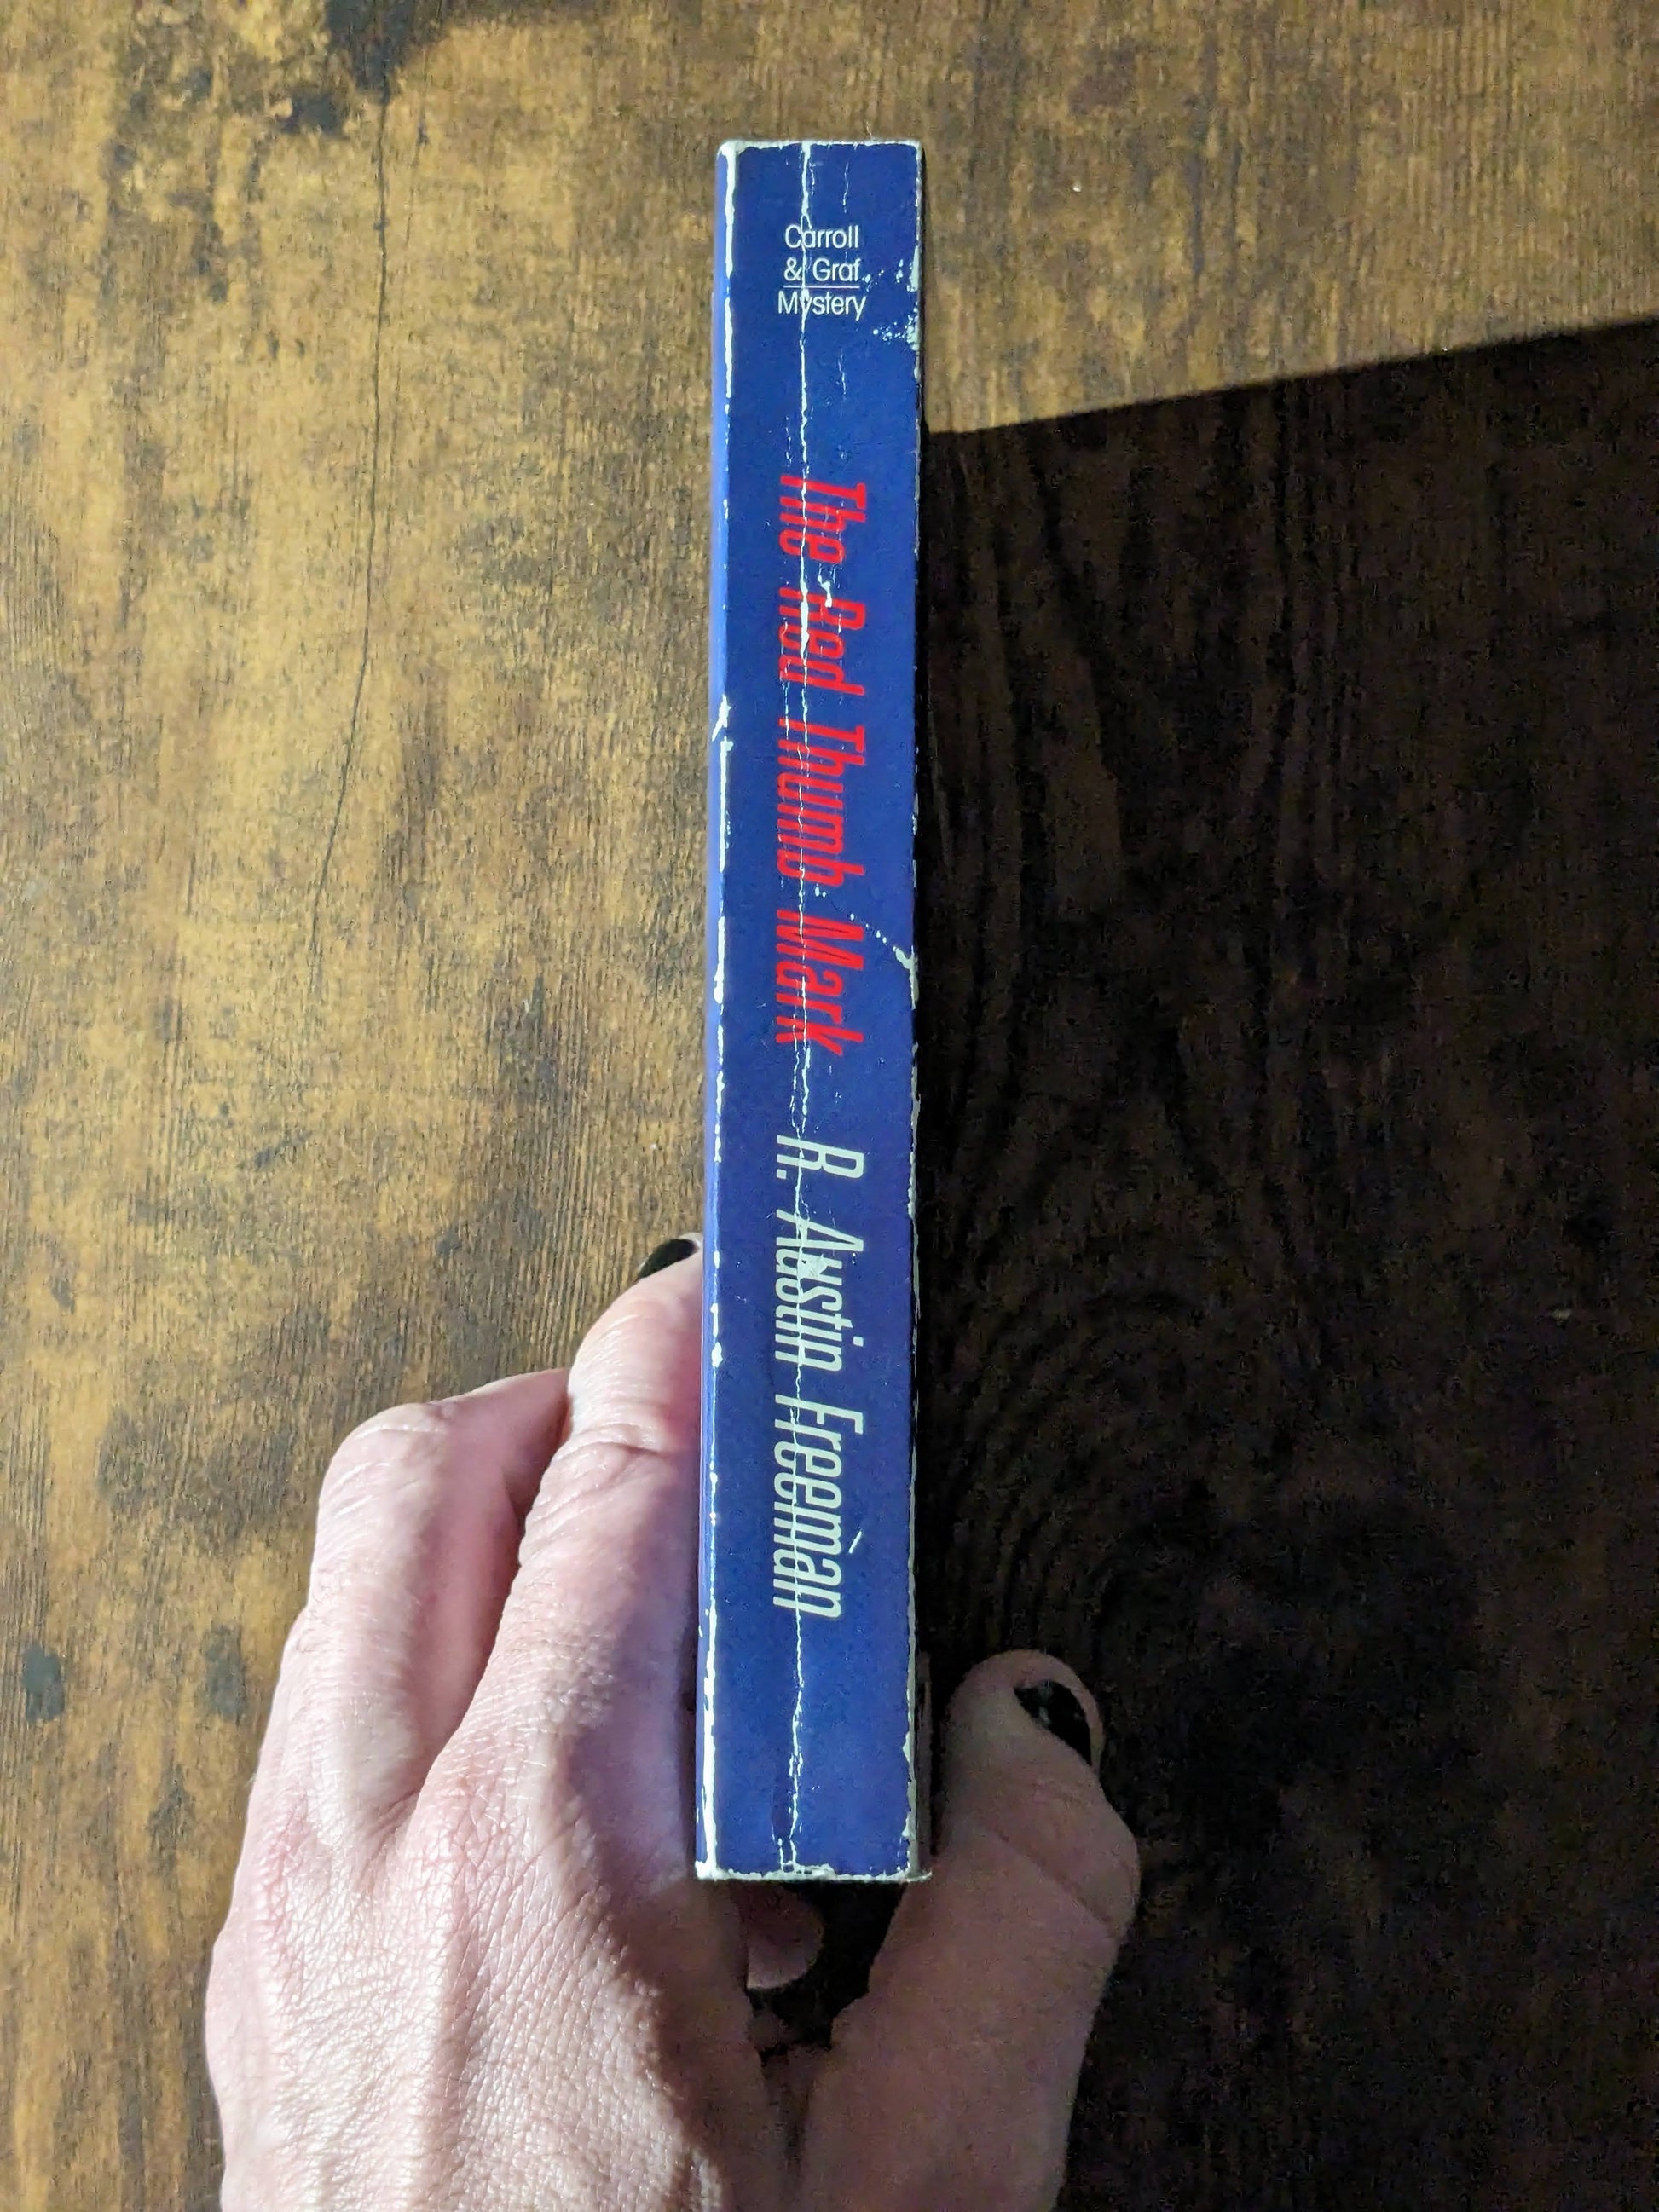 Carroll
& Graf
Mystery
The Red Thumb Mark
R. Austin Freeman